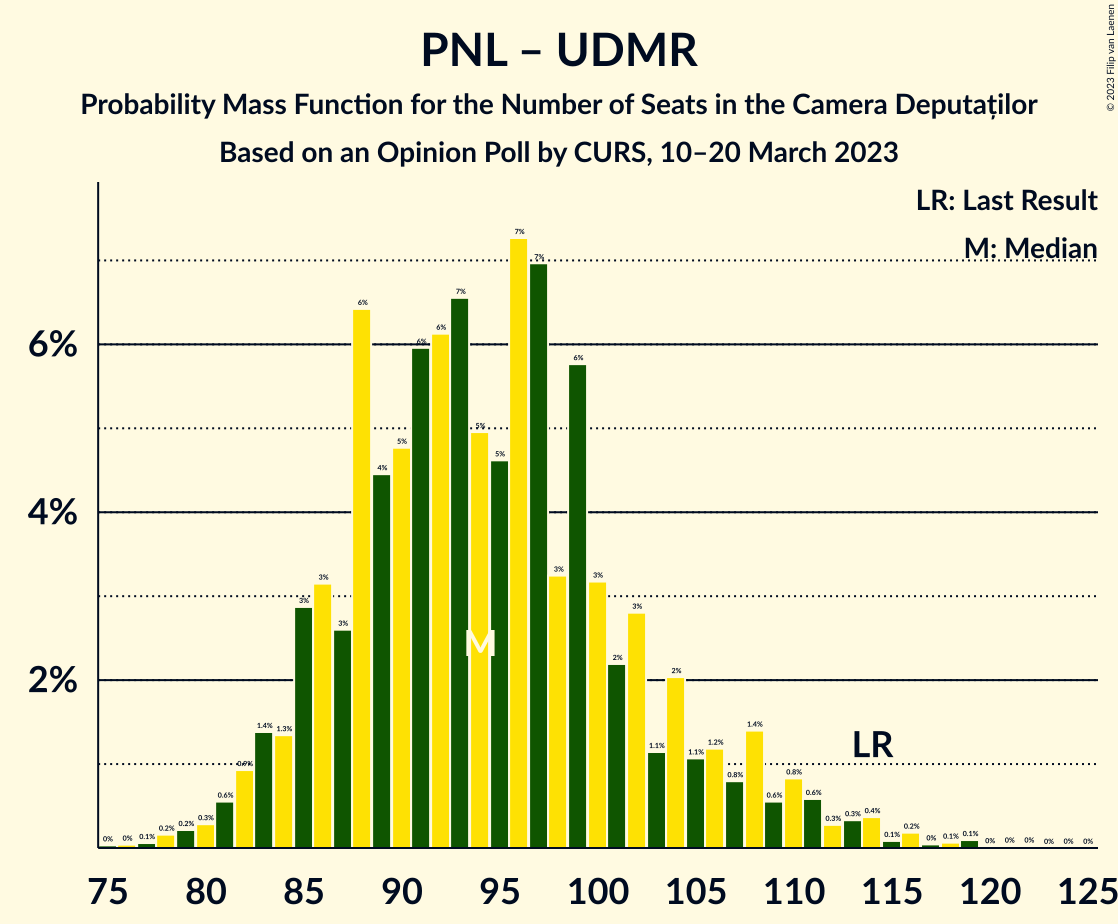 PNL – UDMR
Probability Mass Function for the Number of Seats in the Camera Deputaților
Based on an Opinion Poll by CURS, 10–20 March 2023
© 2023 Filip van Laenen
LR: Last Result
M: Median
6%
4%
2%
0% 0% 0.1% 0.2% 0.2% 0.3% 0.6% 0.9% 1.4% 1.3% 3% 3% 3% 6% 4% 5% 6% 6% 7% 5% 5% 7% 7% 3% 6% 3% 2% 3% 1.1% 2% 1.1% 1.2% 0.8% 1.4% 0.6% 0.8% 0.6% 0.3% 0.3% 0.4% 0.1% 0.2% 0% 0.1% 0.1% 0% 0% 0% 0% 0% 0%
M
LR
75 80 85 90 95 100 105 110 115 120 125